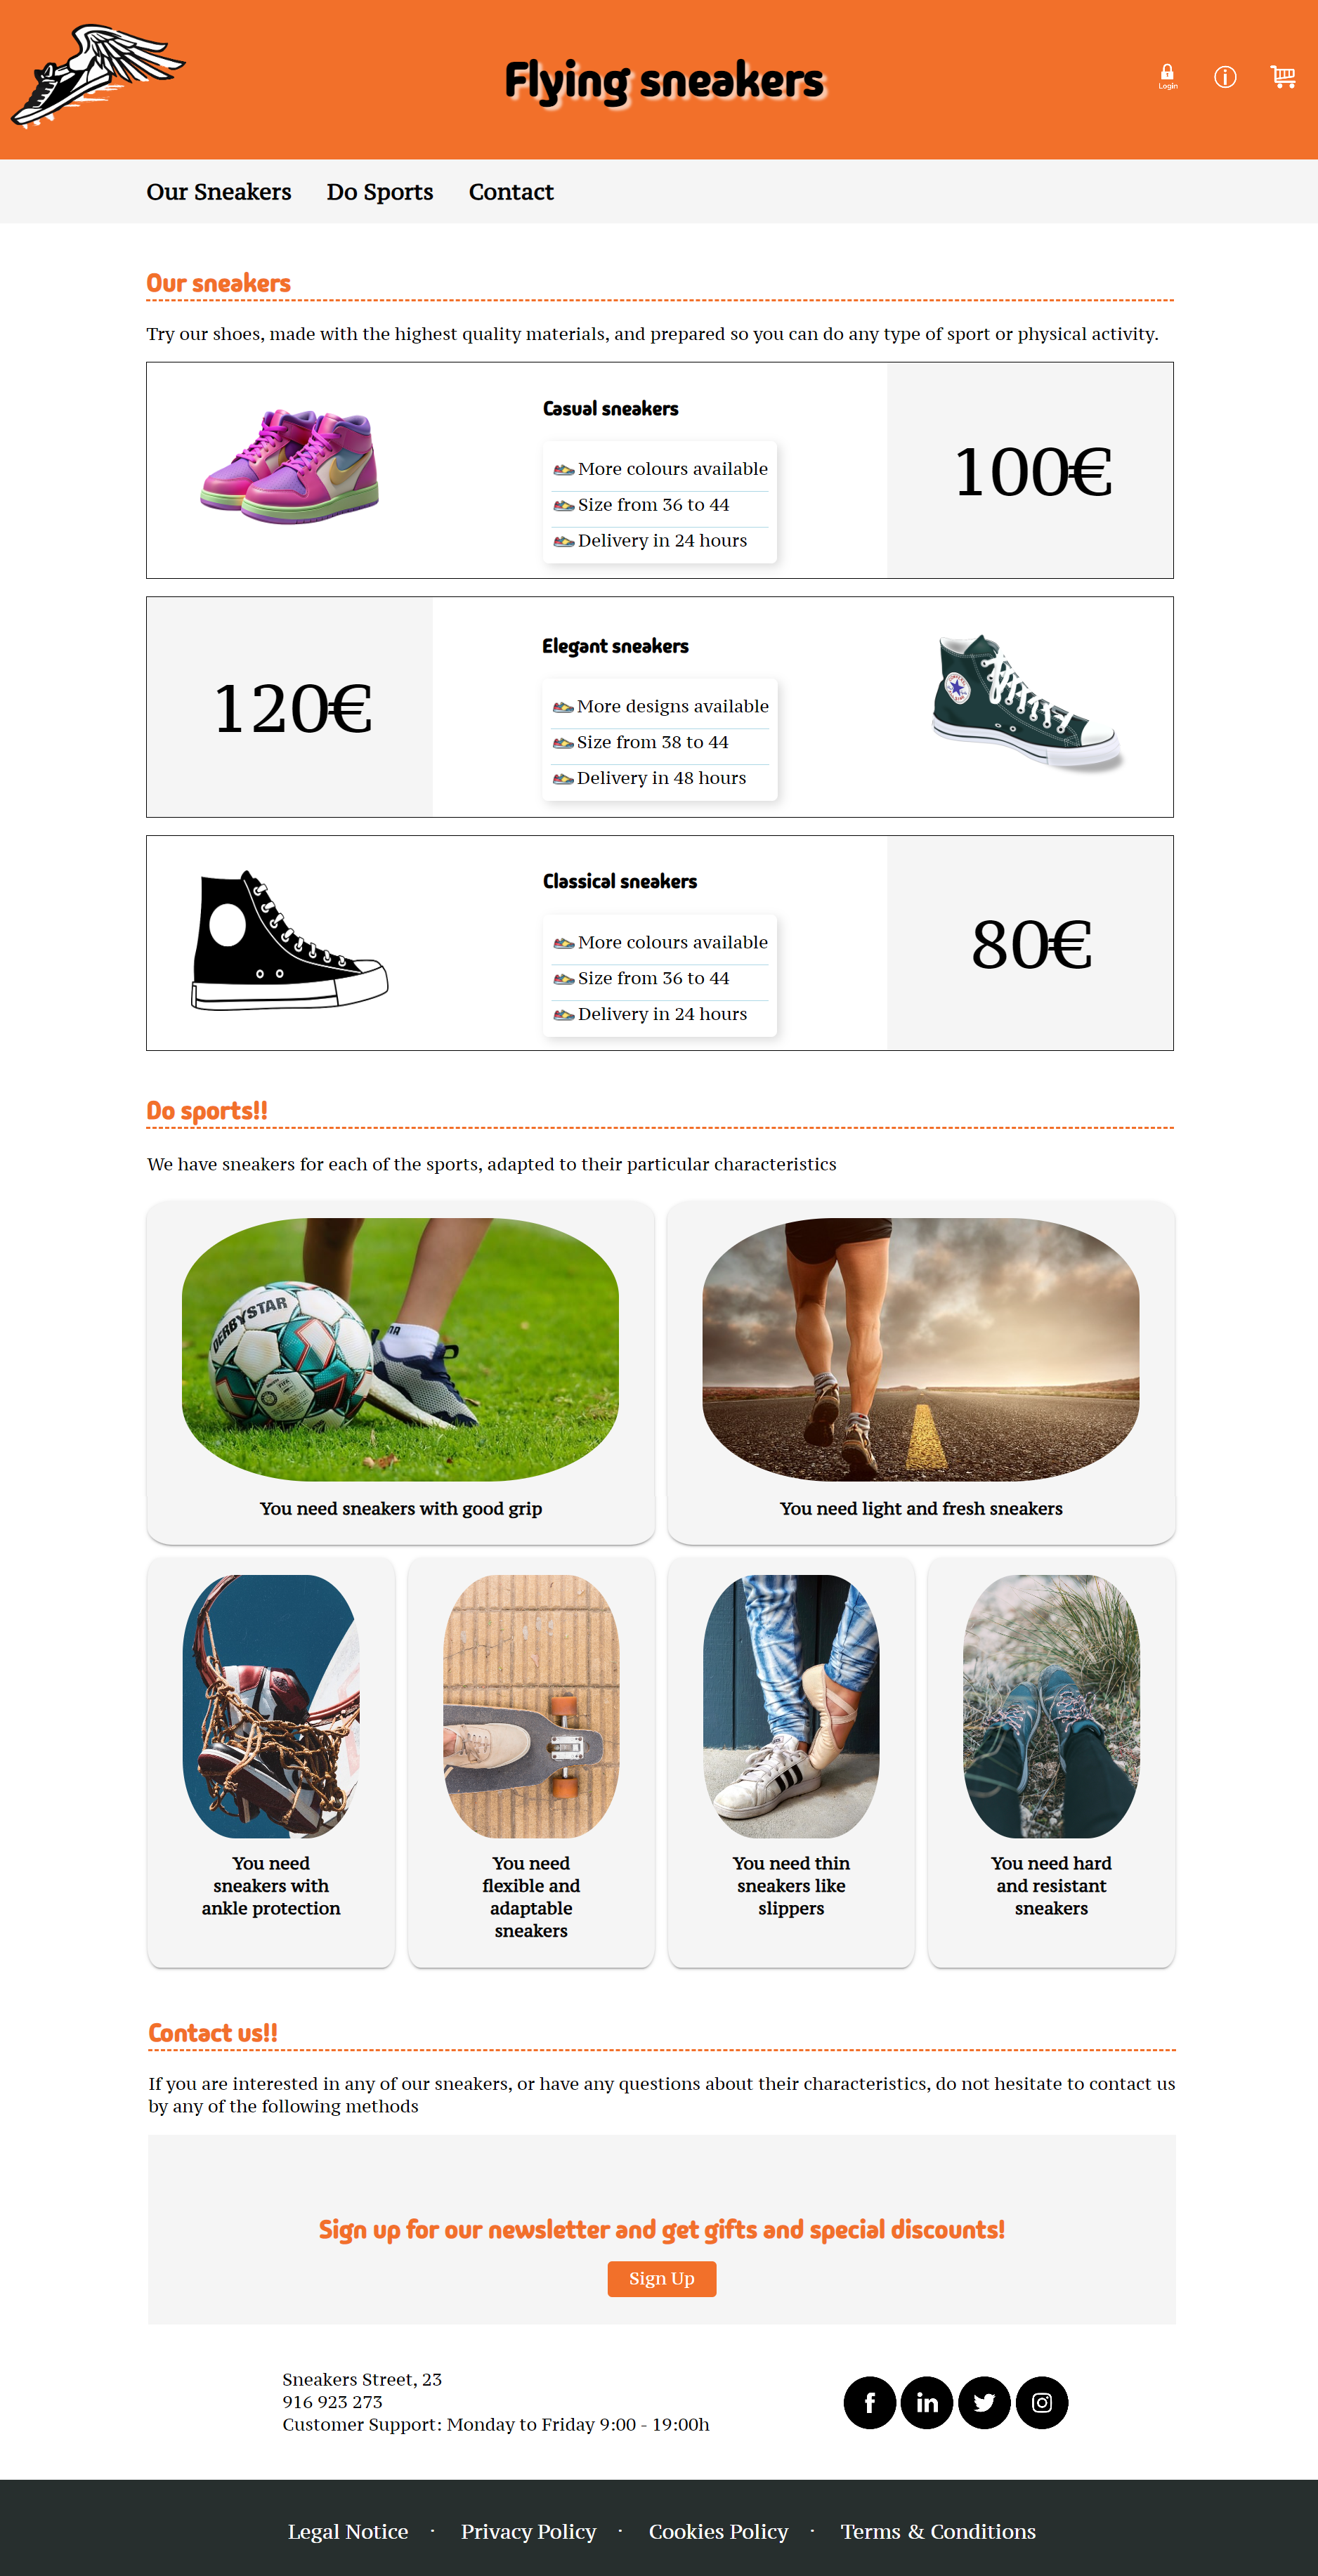 Flying sneakers
Login
Our Sneakers
Do Sports
Contact
Our sneakers
Try our shoes, made with the highest quality materials, and prepared so you can do any type of sport or physical activity.
Casual sneakers
More colours available
Size from 36 to 44
Delivery in 24 hours
100€
120€
Elegant sneakers
More designs available
Size from 38 to 44
Delivery in 48 hours
Classical sneakers
More colours available
Size from 36 to 44
Delivery in 24 hours
80€
Do sports!!
We have sneakers for each of the sports, adapted to their particular characteristics
DERBYSTAR
You need sneakers with good grip
You need light and fresh sneakers
You need
sneakers with
ankle protection
You need
flexible and
adaptable
sneakers
You need thin
sneakers like
slippers
You need hard
and resistant
sneakers
Contact us!!
If you are interested in any of our sneakers, or have any questions about their characteristics, do not hesitate to contact us
by any of the following methods
Sign up for our newsletter and get gifts and special discounts!
Sign Up
Sneakers Street, 23
916 923 273
Customer Support: Monday to Friday 9:00 - 19:00h
Legal Notice · Privacy Policy · Cookies Policy · Terms & Conditions